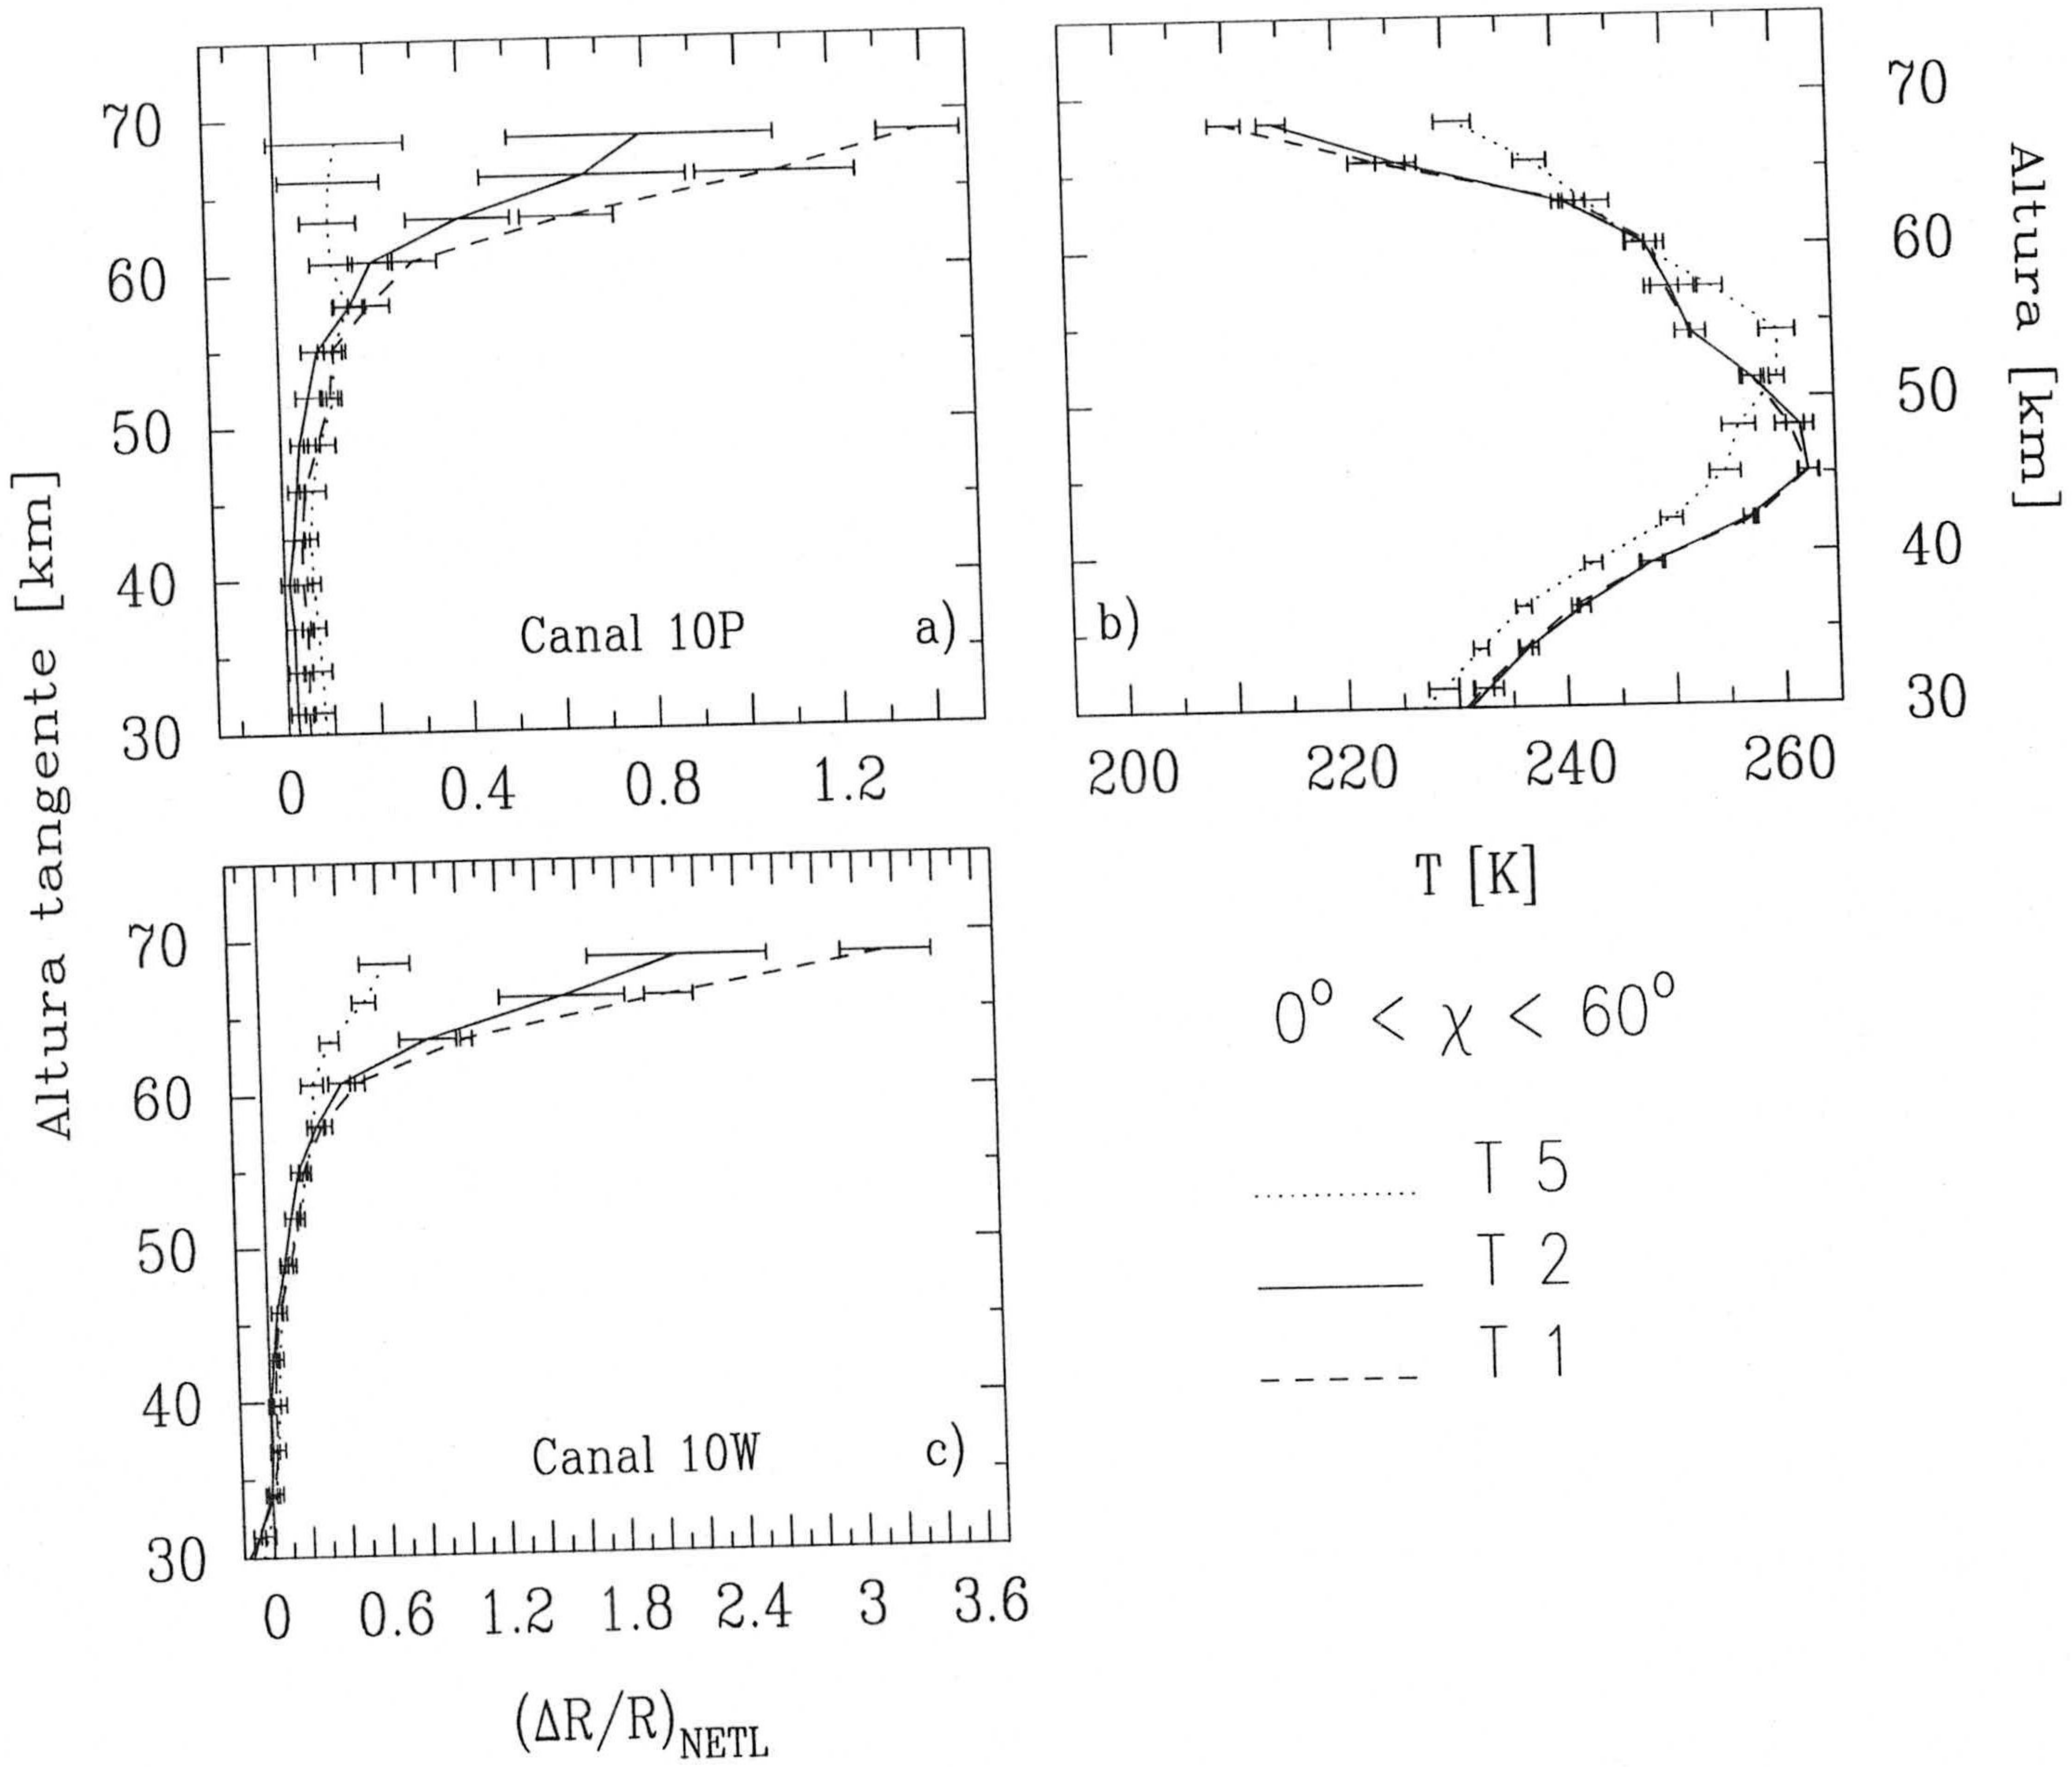 Altura tangente [km]
70
60
50
40
30
0 0.4 0.8 1.2
Canal 10P a)
b)
200 220 240 260
T [K]
70
60
50
40
30
Altura [km]
70
60
50
40
30
Canal 10W c)
0 0.6 1.2 1.8 2.4 3 3.6
(ΔR/R)NETL
0° < χ < 60°
T 5
T 2
T 1